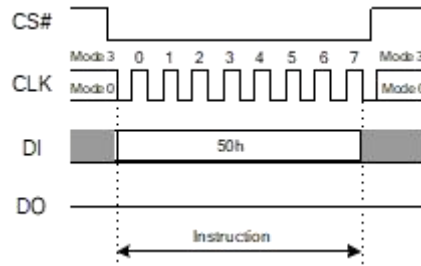 CS#
Mode 3 0 1 2 3 4 5 6 7 Mode 3
CLK
Mode 0 Mode 0
DI 50h
DO
Instruction